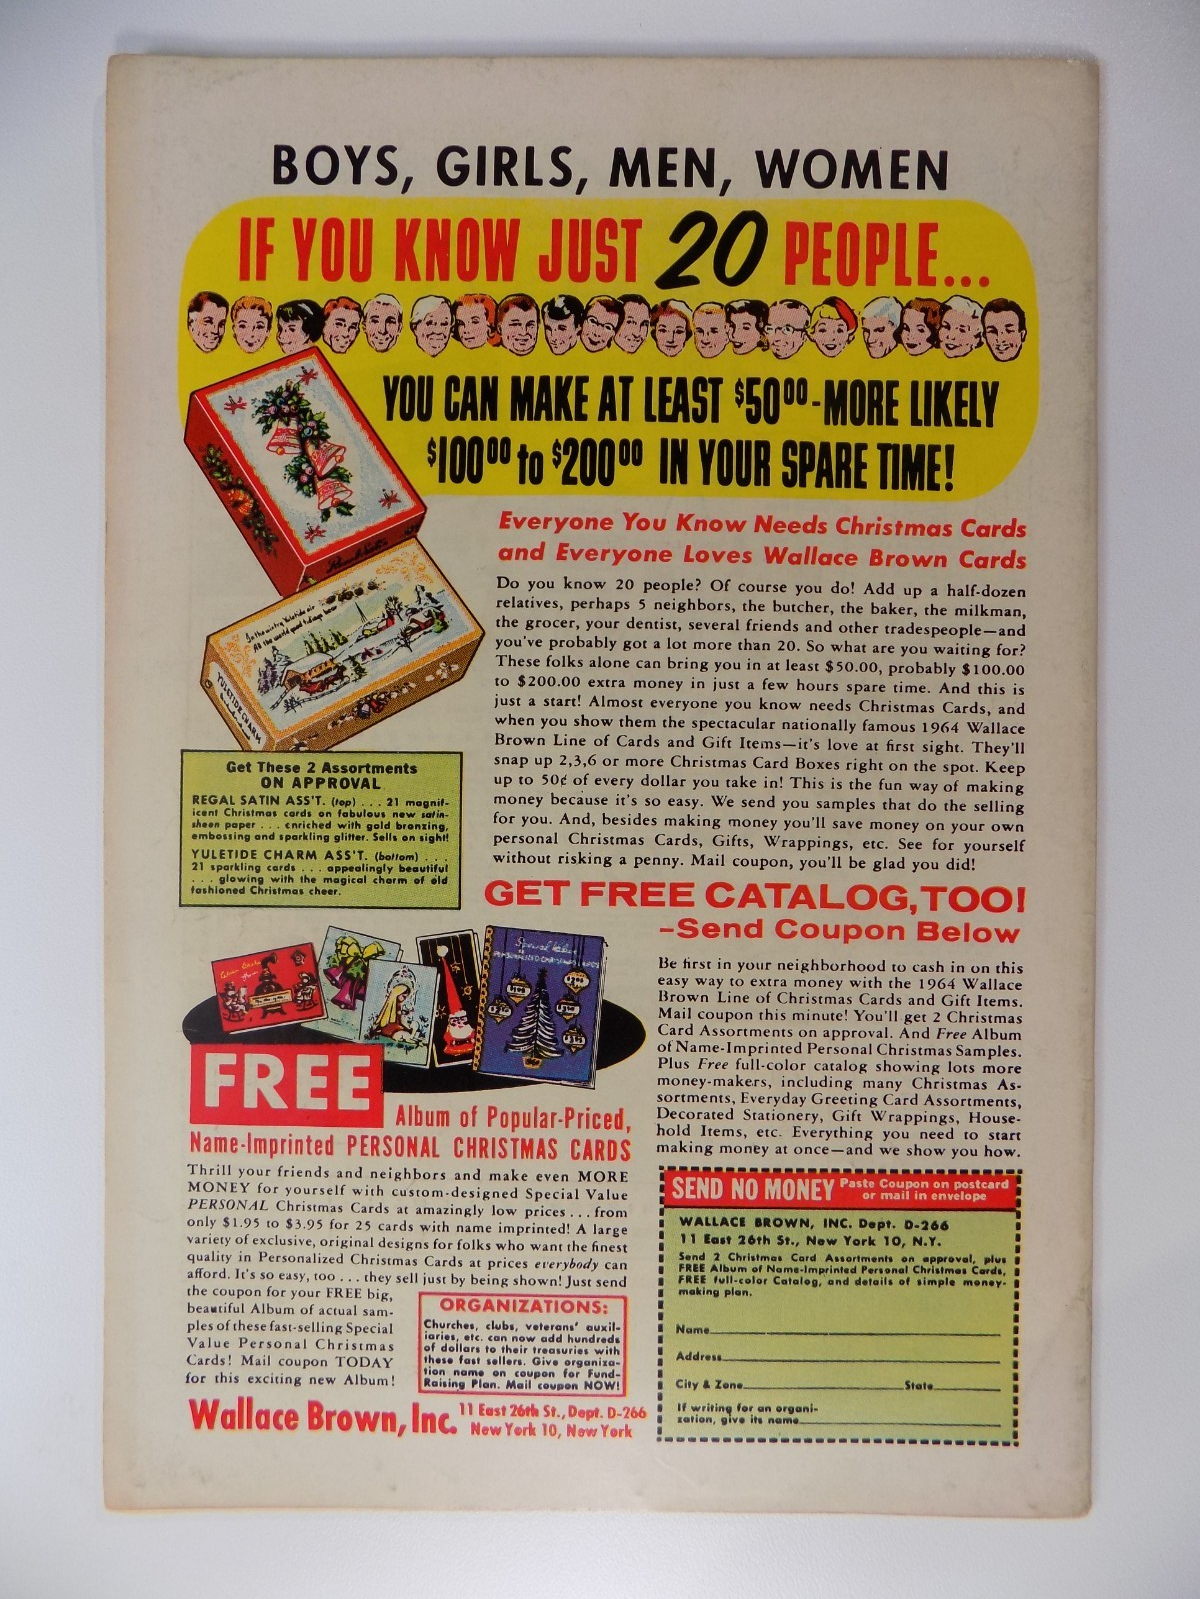 BOYS, GIRLS, MEN, WOMEN
IF YOU KNOW JUST 20 PEOPLE...
YOU CAN MAKE AT LEAST $50⁰⁰-MORE LIKELY
$100⁰⁰ to $200⁰⁰ IN YOUR SPARE TIME!
Everyone You Know Needs Christmas Cards
and Everyone Loves Wallace Brown Cards
Do you know 20 people? Of course you do! Add up a half-dozen
relatives, perhaps 5 neighbors, the butcher, the baker, the milkman,
the grocer, your dentist, several friends and other tradespeople—and
you've probably got a lot more than 20. So what are you waiting for?
These folks alone can bring you in at least $50.00, probably $100.00
to $200.00 extra money in just a few hours spare time. And this is
just a start! Almost everyone you know needs Christmas Cards, and
when you show them the spectacular nationally famous 1964 Wallace
Brown Line of Cards and Gift Items—it's love at first sight. They'll
snap up 2,3,6 or more Christmas Card Boxes right on the spot. Keep
up to 50¢ of every dollar you take in! This is the fun way of making
money because it's so easy. We send you samples that do the selling
for you. And, besides making money you'll save money on your own
personal Christmas Cards, Gifts, Wrappings, etc. See for yourself
without risking a penny. Mail coupon, you'll be glad you did!
In the wintry Yuletide air
All the world good tidings bear
YULETIDE CHARM
Get These 2 Assortments
ON APPROVAL
REGAL SATIN ASS'T. (top) . . . 21 magnif-
icent Christmas cards on fabulous new satin-
sheen paper . . . enriched with gold bronzing,
embossing and sparkling glitter. Sells on sight!
YULETIDE CHARM ASS'T. (bottom) . . .
21 sparkling cards . . . appealingly beautiful
. . . glowing with the magical charm of old
fashioned Christmas cheer.
GET FREE CATALOG, TOO!
–Send Coupon Below
Be first in your neighborhood to cash in on this
easy way to extra money with the 1964 Wallace
Brown Line of Christmas Cards and Gift Items.
Mail coupon this minute! You'll get 2 Christmas
Card Assortments on approval. And Free Album
of Name-Imprinted Personal Christmas Samples.
Plus Free full-color catalog showing lots more
money-makers, including many Christmas As-
sortments, Everyday Greeting Card Assortments,
Decorated Stationery, Gift Wrappings, House-
hold Items, etc. Everything you need to start
making money at once—and we show you how.
Special Value
PERSONALIZED CHRISTMAS CARDS
FREE
Album of Popular-Priced,
Name-Imprinted PERSONAL CHRISTMAS CARDS
Thrill your friends and neighbors and make even MORE
MONEY for yourself with custom-designed Special Value
PERSONAL Christmas Cards at amazingly low prices . . . from
only $1.95 to $3.95 for 25 cards with name imprinted! A large
variety of exclusive, original designs for folks who want the finest
quality in Personalized Christmas Cards at prices everybody can
afford. It's so easy, too . . . they sell just by being shown! Just send
the coupon for your FREE big,
beautiful Album of actual sam-
ples of these fast-selling Special
Value Personal Christmas
Cards! Mail coupon TODAY
for this exciting new Album!
ORGANIZATIONS:
Churches, clubs, veterans' auxil-
iaries, etc. can now add hundreds
of dollars to their treasuries with
these fast sellers. Give organiza-
tion name on coupon for Fund-
Raising Plan. Mail coupon NOW!
Wallace Brown, Inc. 11 East 26th St., Dept. D-266
New York 10, New York
SEND NO MONEY Paste Coupon on postcard
or mail in envelope
WALLACE BROWN, INC. Dept. D-266
11 East 26th St., New York 10, N.Y.
Send 2 Christmas Card Assortments on approval, plus
FREE Album of Name-Imprinted Personal Christmas Cards,
FREE full-color Catalog, and details of simple money-
making plan.
Name
Address
City & Zone State
If writing for an organi-
zation, give its name